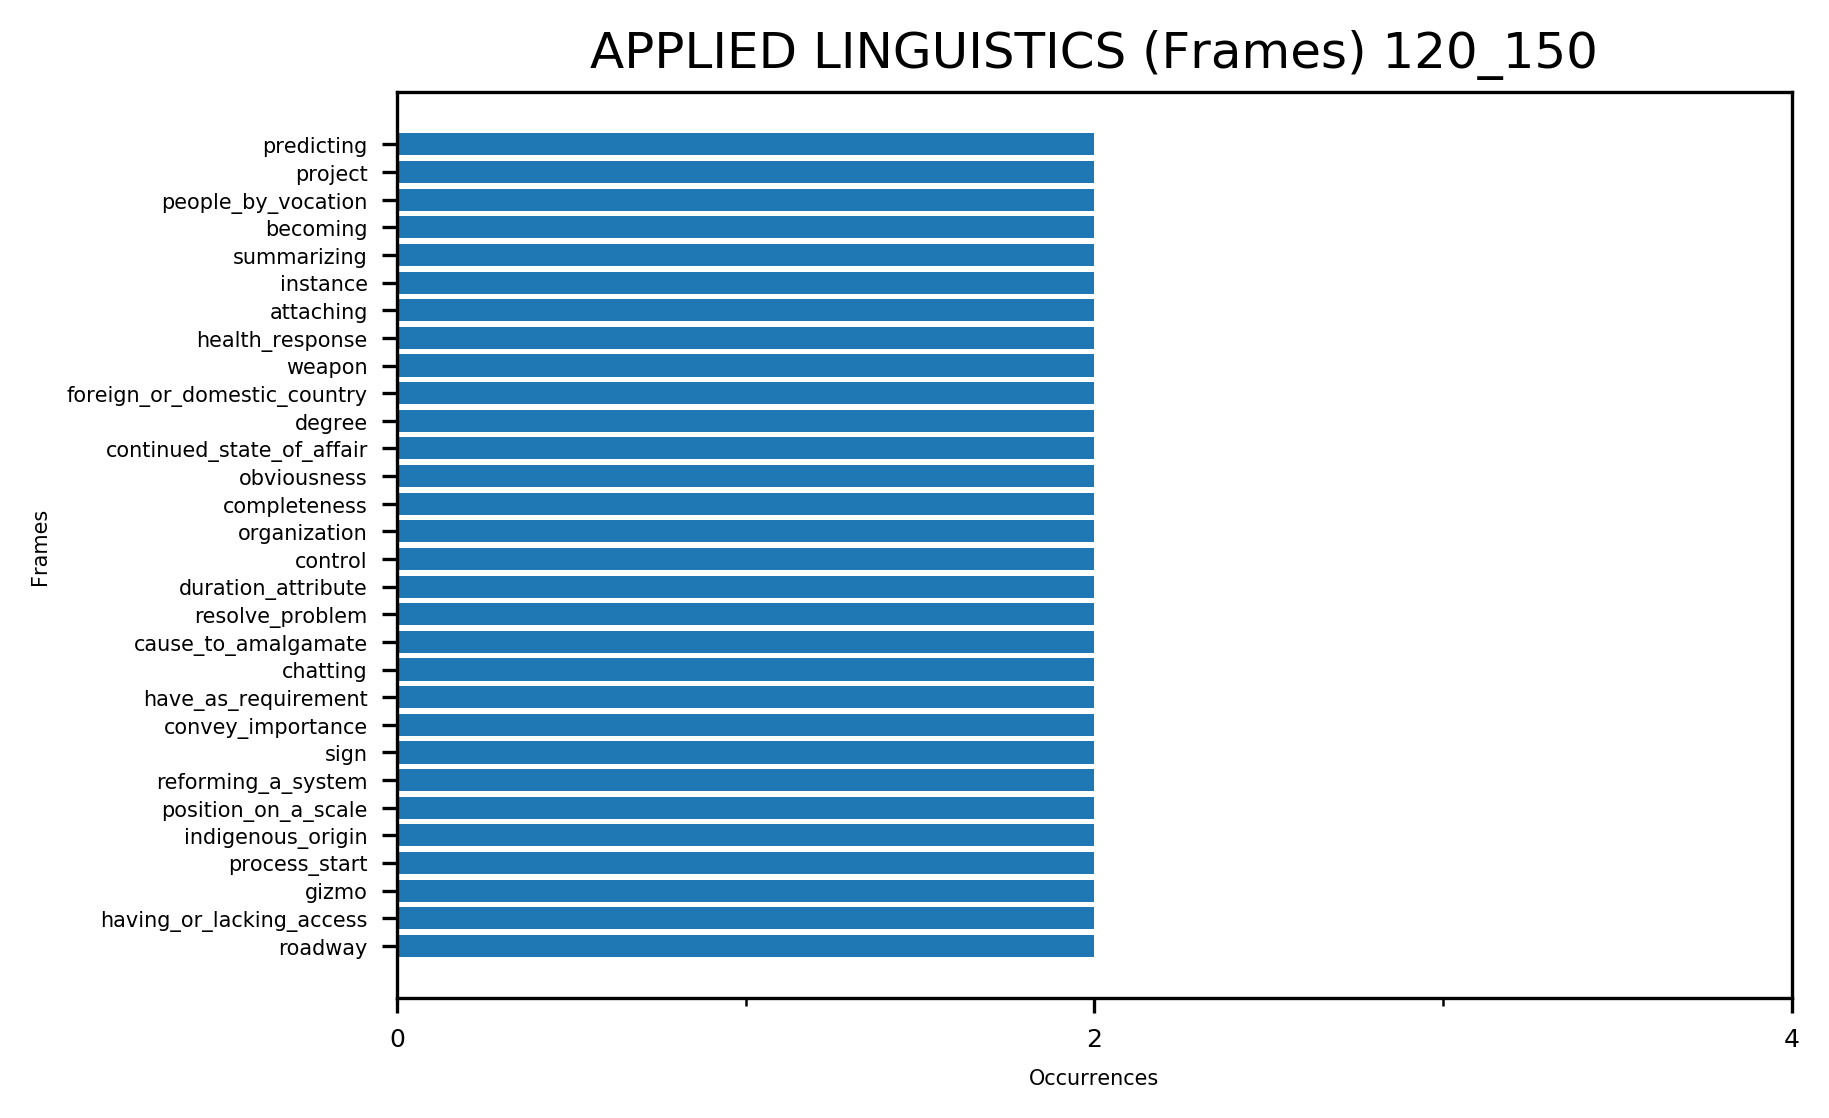 APPLIED LINGUISTICS (Frames) 120_150
predicting
project
people_by_vocation
becoming
summarizing
instance
attaching
health_response
weapon
foreign_or_domestic_country
degree
continued_state_of_affair
obviousness
completeness
organization
control
duration_attribute
resolve_problem
cause_to_amalgamate
chatting
have_as_requirement
convey_importance
sign
reforming_a_system
position_on_a_scale
indigenous_origin
process_start
gizmo
having_or_lacking_access
roadway
Frames
0 2 4
Occurrences